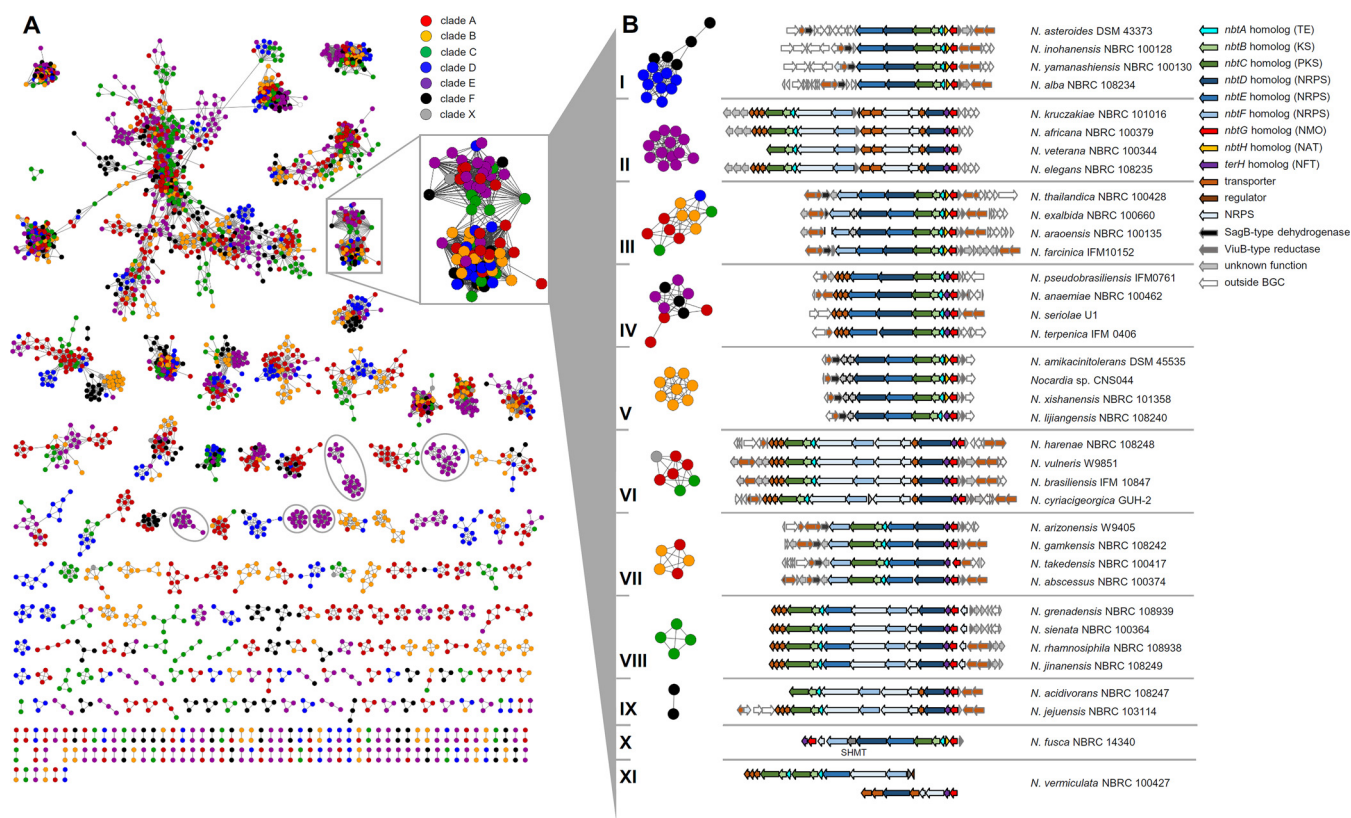 A
clade A
clade B
clade C
clade D
clade E
clade F
clade X
B
I
N. asteroides DSM 43373
N. inohanensis NBRC 100128
N. yamanashiensis NBRC 100130
N. alba NBRC 108234
II
N. kruczakiae NBRC 101016
N. africana NBRC 100379
N. veterana NBRC 100344
N. elegans NBRC 108235
III
N. thailandica NBRC 100428
N. exalbida NBRC 100660
N. araoensis NBRC 100135
N. farcinica IFM10152
IV
N. pseudobrasiliensis IFM0761
N. anaemiae NBRC 100462
N. seriolae U1
N. terpenica IFM 0406
V
N. amikacinitolerans DSM 45535
Nocardia sp. CNS044
N. xishanensis NBRC 101358
N. lijiangensis NBRC 108240
VI
N. harenae NBRC 108248
N. vulneris W9851
N. brasiliensis IFM 10847
N. cyriacigeorgica GUH-2
VII
N. arizonensis W9405
N. gamkensis NBRC 108242
N. takedensis NBRC 100417
N. abscessus NBRC 100374
VIII
N. grenadensis NBRC 108939
N. sienata NBRC 100364
N. rhamnosiphila NBRC 108938
N. jinanensis NBRC 108249
IX
N. acidivorans NBRC 108247
N. jejuensis NBRC 103114
X
SHMT
N. fusca NBRC 14340
XI
N. vermiculata NBRC 100427
nbtA homolog (TE)
nbtB homolog (KS)
nbtC homolog (PKS)
nbtD homolog (NRPS)
nbtE homolog (NRPS)
nbtF homolog (NRPS)
nbtG homolog (NMO)
nbtH homolog (NAT)
terH homolog (NFT)
transporter
regulator
NRPS
SagB-type dehydrogenase
ViuB-type reductase
unknown function
outside BGC